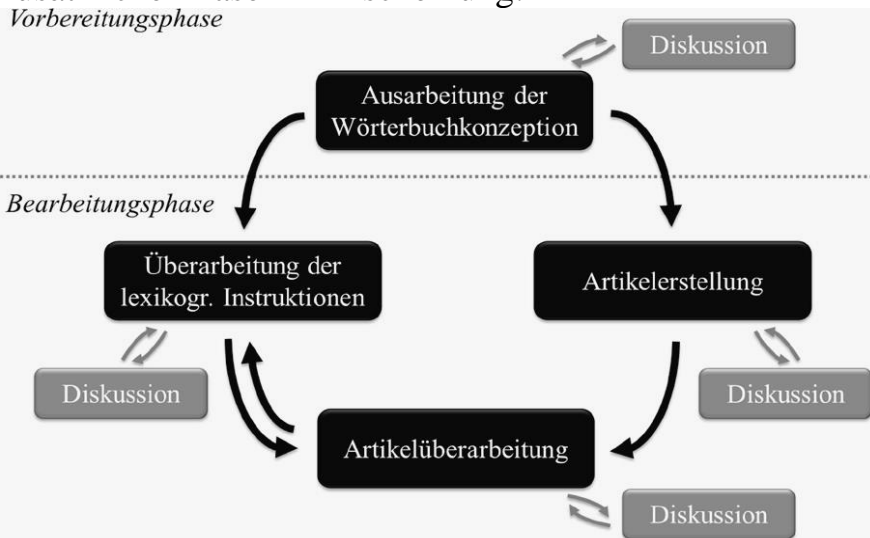 Vorbereitungsphase
Diskussion
Ausarbeitung der
Wörterbuchkonzeption
Bearbeitungsphase
Überarbeitung der
lexikogr. Instruktionen
Artikelerstellung
Diskussion
Diskussion
Artikelüberarbeitung
Diskussion